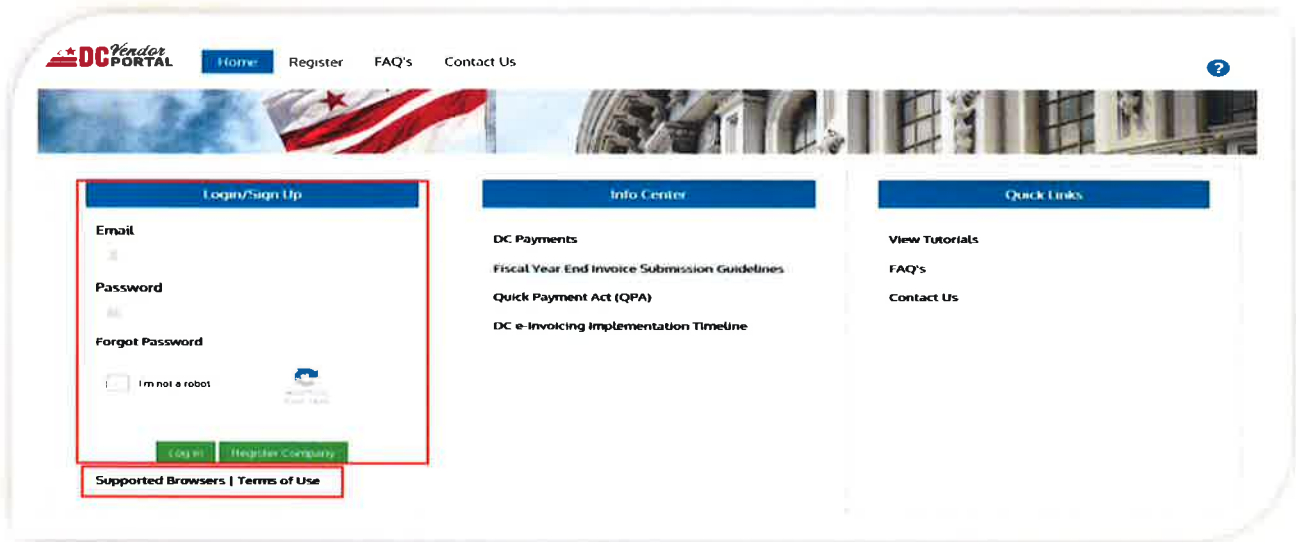 DC Vendor PORTAL
Home Register FAQ's Contact Us
?
Login/Sign Up
Email
Password
Forgot Password
I'm not a robot
Log in Register Company
Supported Browsers | Terms of Use
Info Center
DC Payments
Fiscal Year End Invoice Submission Guidelines
Quick Payment Act (QPA)
DC e-Invoicing Implementation Timeline
Quick Links
View Tutorials
FAQ's
Contact Us